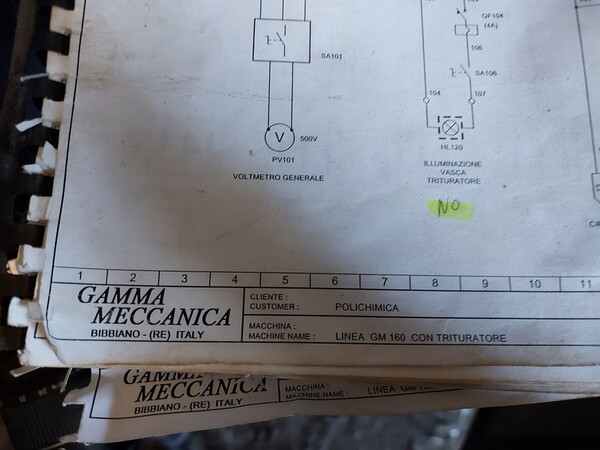 QF104
(4A)
106
SA101
SA106
104
107
V
500V
PV101
HL120
VOLTMETRO GENERALE
ILLUMINAZIONE
VASCA
TRITURATORE
NO
1 2 3 4 5 6 7 8 9 10 11
GAMMA
MECCANICA
BIBBIANO - (RE) ITALY
CLIENTE :
CUSTOMER : POLICHIMICA
MACCHINA :
MACHINE NAME : LINEA GM 160 CON TRITURATORE
GAMMA
MECCANICA
BIBBIANO - (RE) ITALY
MACCHINA :
MACHINE NAME : LINEA GM